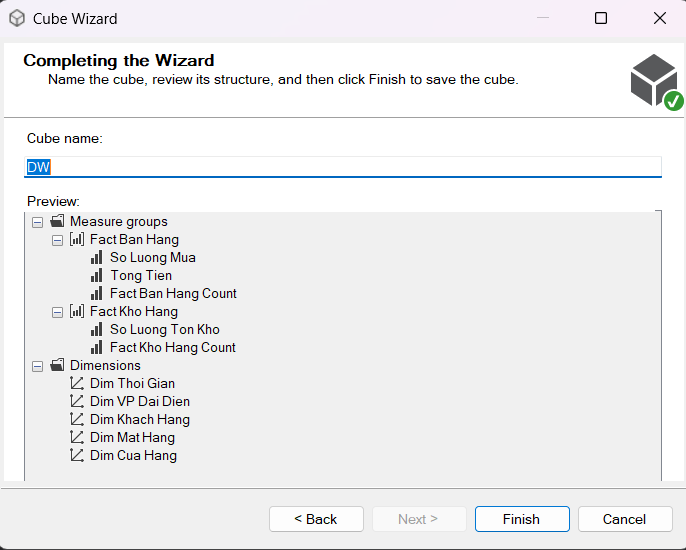 Cube Wizard
Completing the Wizard
Name the cube, review its structure, and then click Finish to save the cube.
Cube name:
DW
Preview:
Measure groups
Fact Ban Hang
So Luong Mua
Tong Tien
Fact Ban Hang Count
Fact Kho Hang
So Luong Ton Kho
Fact Kho Hang Count
Dimensions
Dim Thoi Gian
Dim VP Dai Dien
Dim Khach Hang
Dim Mat Hang
Dim Cua Hang
< Back Next > Finish Cancel